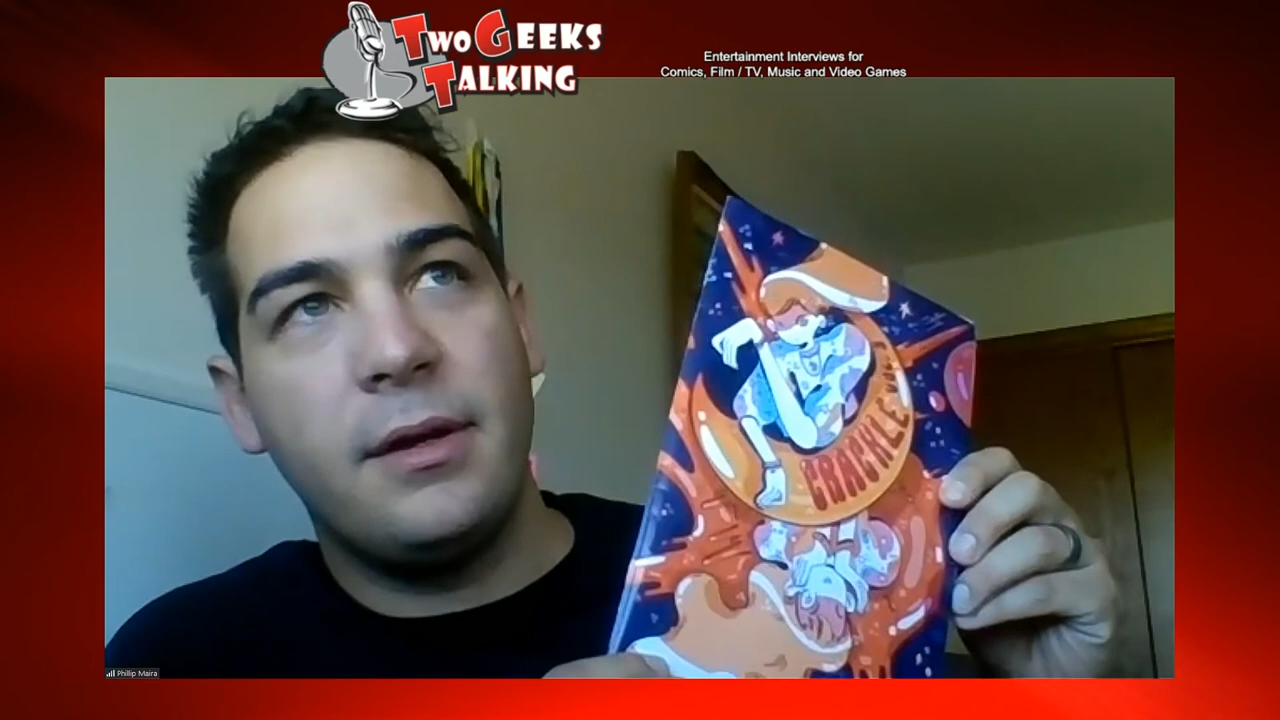 Two Geeks
Talking
Entertainment Interviews for
Comics, Film / TV, Music and Video Games
CRACKLE
Phillip Maira